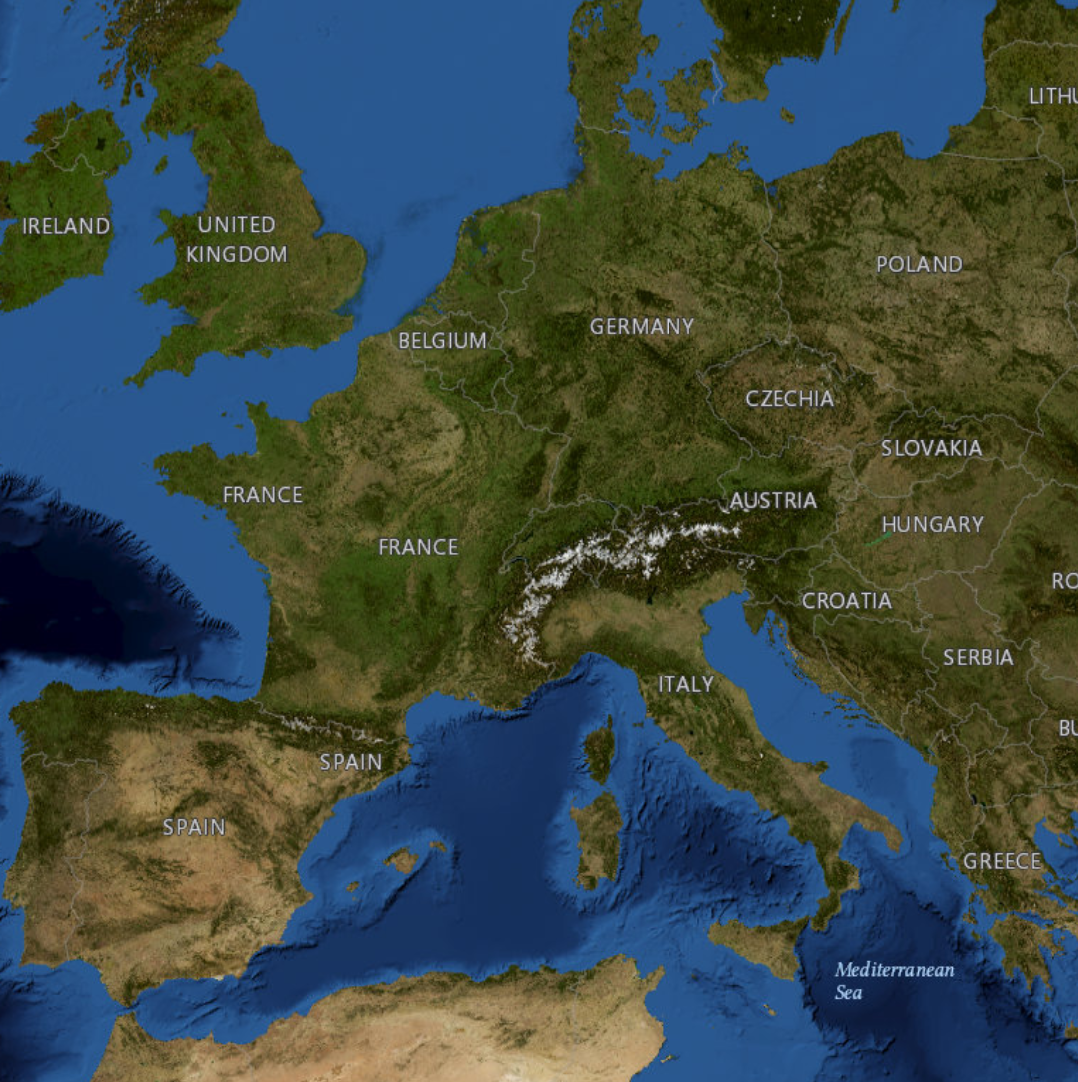 LITHU
IRELAND
UNITED
KINGDOM
POLAND
GERMANY
BELGIUM
CZECHIA
SLOVAKIA
FRANCE
AUSTRIA
HUNGARY
FRANCE
RO
CROATIA
SERBIA
ITALY
BU
SPAIN
SPAIN
GREECE
Mediterranean
Sea